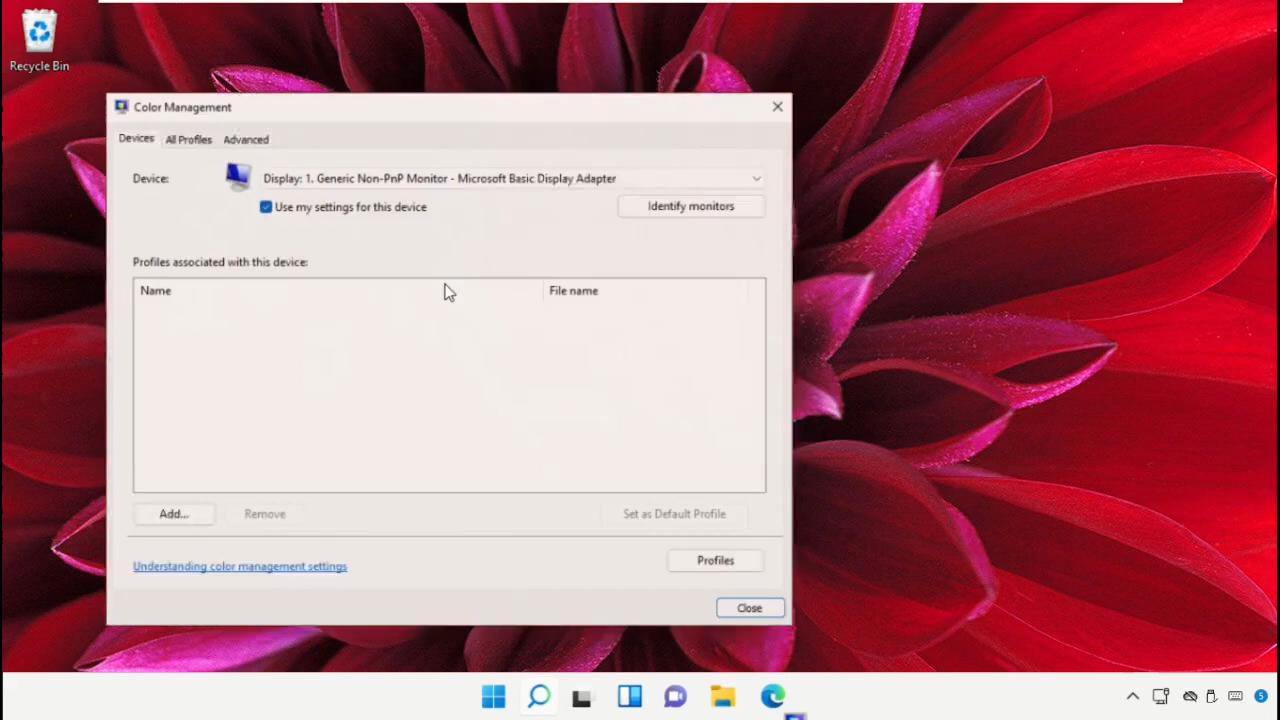 Recycle Bin
Color Management
Devices All Profiles Advanced
Device: Display: 1. Generic Non-PnP Monitor - Microsoft Basic Display Adapter
Use my settings for this device Identify monitors
Profiles associated with this device:
Name File name
Add... Remove Set as Default Profile
Understanding color management settings Profiles
Close
5